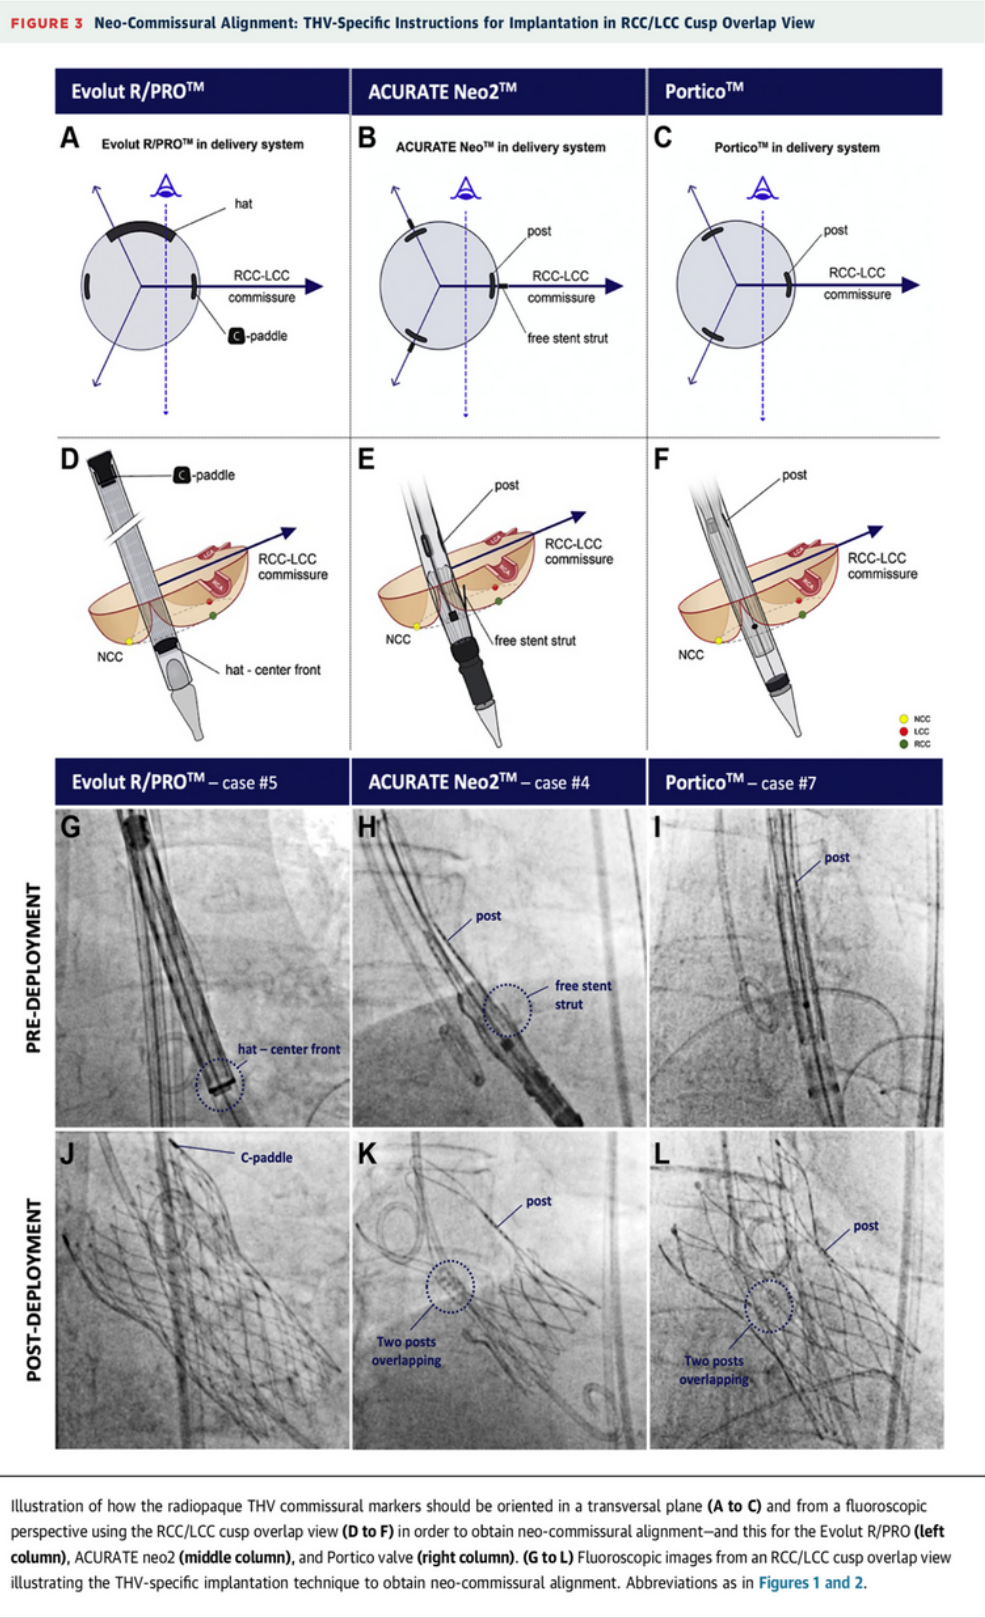 FIGURE 3 Neo-Commissural Alignment: THV-Specific Instructions for Implantation in RCC/LCC Cusp Overlap View
Evolut R/PRO™
ACURATE Neo2™
Portico™
A
Evolut R/PRO™ in delivery system
hat
RCC-LCC
commissure
C-paddle
B
ACURATE Neo™ in delivery system
post
RCC-LCC
commissure
free stent strut
C
Portico™ in delivery system
post
RCC-LCC
commissure
D
C-paddle
LCA
RCA
RCC-LCC
commissure
NCC
hat - center front
E
post
LCA
RCA
RCC-LCC
commissure
NCC
free stent strut
F
post
LCA
RCA
RCC-LCC
commissure
NCC
NCC
LCC
RCC
Evolut R/PRO™ – case #5
ACURATE Neo2™ – case #4
Portico™ – case #7
PRE-DEPLOYMENT
G
hat – center front
H
post
free stent
strut
I
post
POST-DEPLOYMENT
J
C-paddle
K
post
Two posts
overlapping
L
post
Two posts
overlapping
Illustration of how the radiopaque THV commissural markers should be oriented in a transversal plane (A to C) and from a fluoroscopic
perspective using the RCC/LCC cusp overlap view (D to F) in order to obtain neo-commissural alignment—and this for the Evolut R/PRO (left
column), ACURATE neo2 (middle column), and Portico valve (right column). (G to L) Fluoroscopic images from an RCC/LCC cusp overlap view
illustrating the THV-specific implantation technique to obtain neo-commissural alignment. Abbreviations as in Figures 1 and 2.